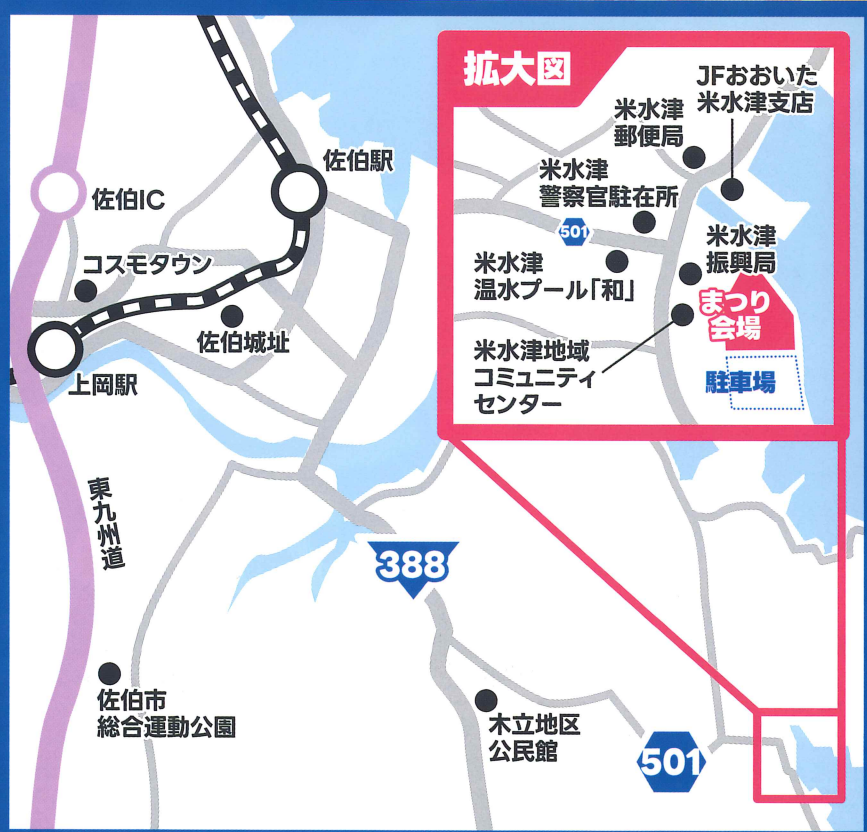 拡大図
JFおおいた
米水津支店
米水津
郵便局
米水津
警察官駐在所
501
米水津
振興局
米水津
温水プール「和」
まつり
会場
米水津地域
コミュニティ
センター
駐車場
佐伯駅
佐伯IC
コスモタウン
佐伯城址
上岡駅
東九州道
388
佐伯市
総合運動公園
木立地区
公民館
501